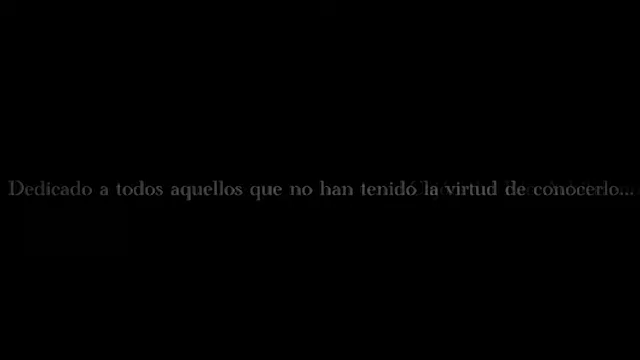 Dedicado a todos aquellos que no han tenido la virtud de conocerlo...